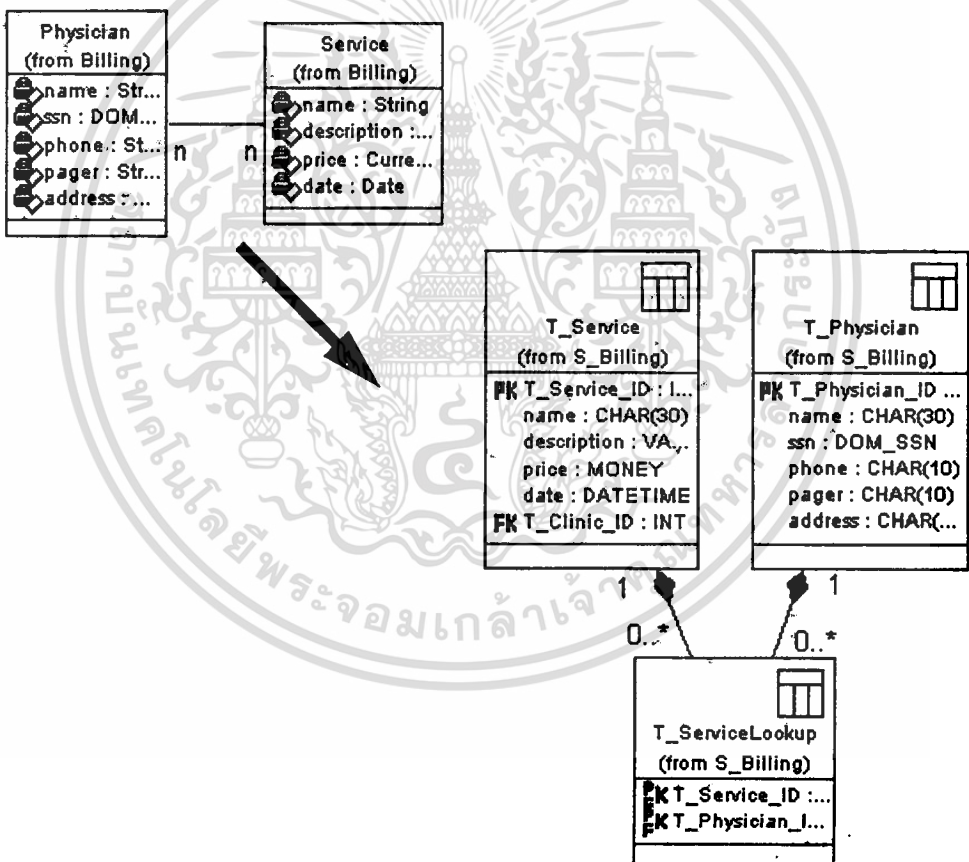 Physician
(from Billing)
name : Str...
ssn : DOM...
phone : St...
pager : Str...
address : ...
n
n
Service
(from Billing)
name : String
description :...
price : Curre...
date : Date
T_Service
(from S_Billing)
PK T_Service_ID : I...
name : CHAR(30)
description : VA...
price : MONEY
date : DATETIME
FK T_Clinic_ID : INT
T_Physician
(from S_Billing)
PK T_Physician_ID ...
name : CHAR(30)
ssn : DOM_SSN
phone : CHAR(10)
pager : CHAR(10)
address : CHAR(...
1
1
0..*
0..*
T_ServiceLookup
(from S_Billing)
K T_Service_ID :...
K T_Physician_I...